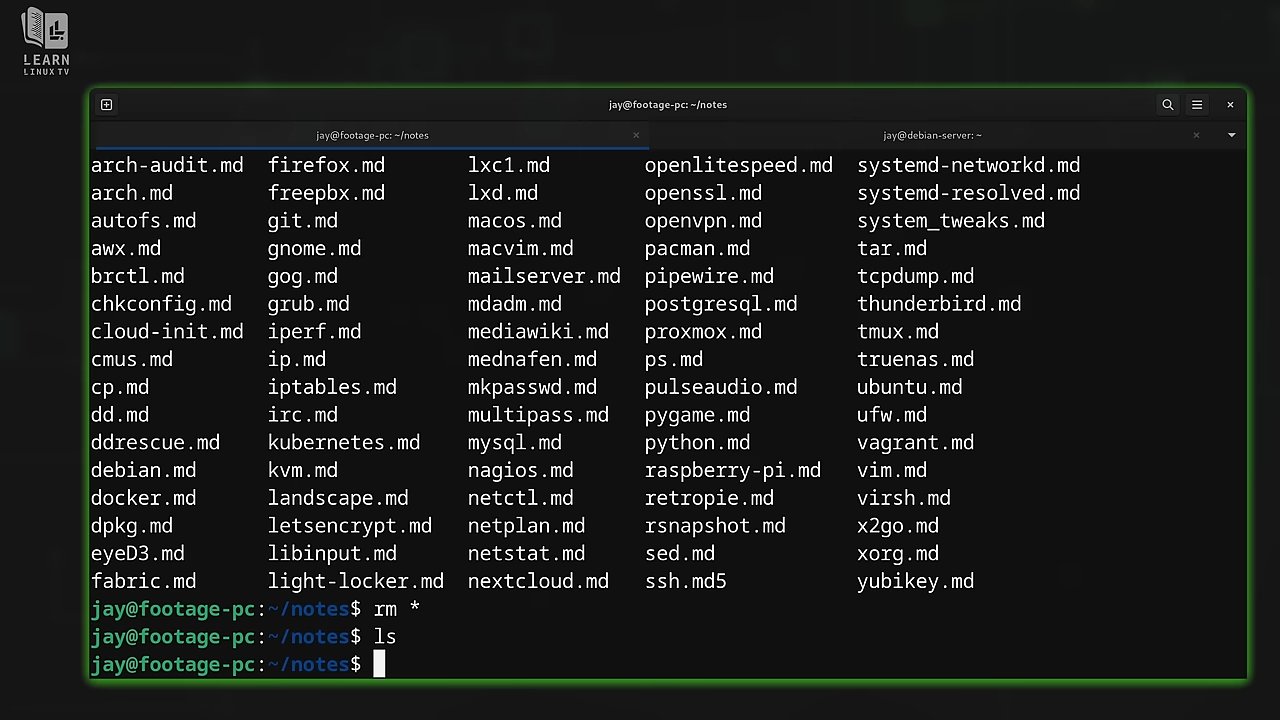 LEARN
LINUX TV
jay@footage-pc: ~/notes
jay@footage-pc: ~/notes jay@debian-server: ~
arch-audit.md firefox.md lxc1.md openlitespeed.md systemd-networkd.md
arch.md freepbx.md lxd.md openssl.md systemd-resolved.md
autofs.md git.md macos.md openvpn.md system_tweaks.md
awx.md gnome.md macvim.md pacman.md tar.md
brctl.md gog.md mailserver.md pipewire.md tcpdump.md
chkconfig.md grub.md mdadm.md postgresql.md thunderbird.md
cloud-init.md iperf.md mediawiki.md proxmox.md tmux.md
cmus.md ip.md mednafen.md ps.md truenas.md
cp.md iptables.md mkpasswd.md pulseaudio.md ubuntu.md
dd.md irc.md multipass.md pygame.md ufw.md
ddrescue.md kubernetes.md mysql.md python.md vagrant.md
debian.md kvm.md nagios.md raspberry-pi.md vim.md
docker.md landscape.md netctl.md retropie.md virsh.md
dpkg.md letsencrypt.md netplan.md rsnapshot.md x2go.md
eyeD3.md libinput.md netstat.md sed.md xorg.md
fabric.md light-locker.md nextcloud.md ssh.md5 yubikey.md
jay@footage-pc:~/notes$ rm *
jay@footage-pc:~/notes$ ls
jay@footage-pc:~/notes$